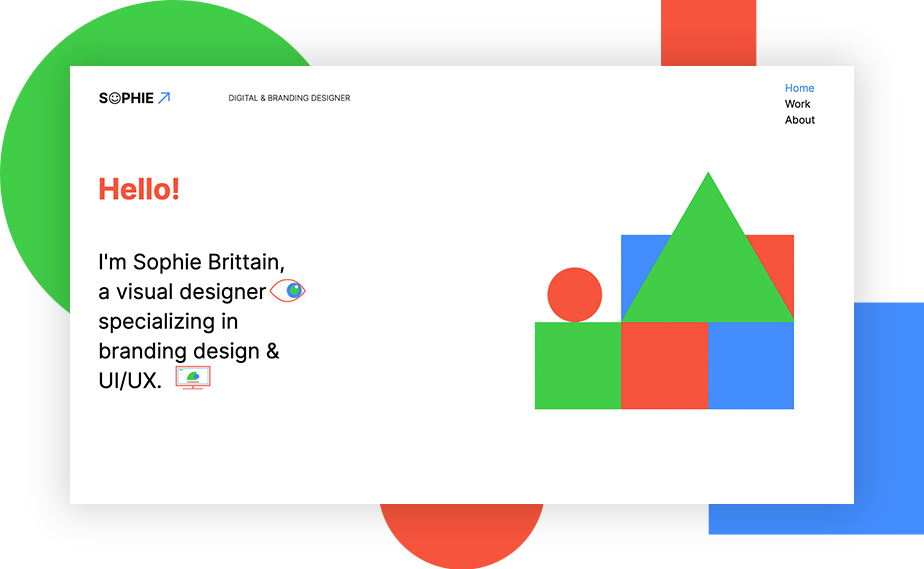 S☺PHIE ↗
DIGITAL & BRANDING DESIGNER
Home
Work
About
Hello!
I'm Sophie Brittain,
a visual designer
specializing in
branding design &
UI/UX.